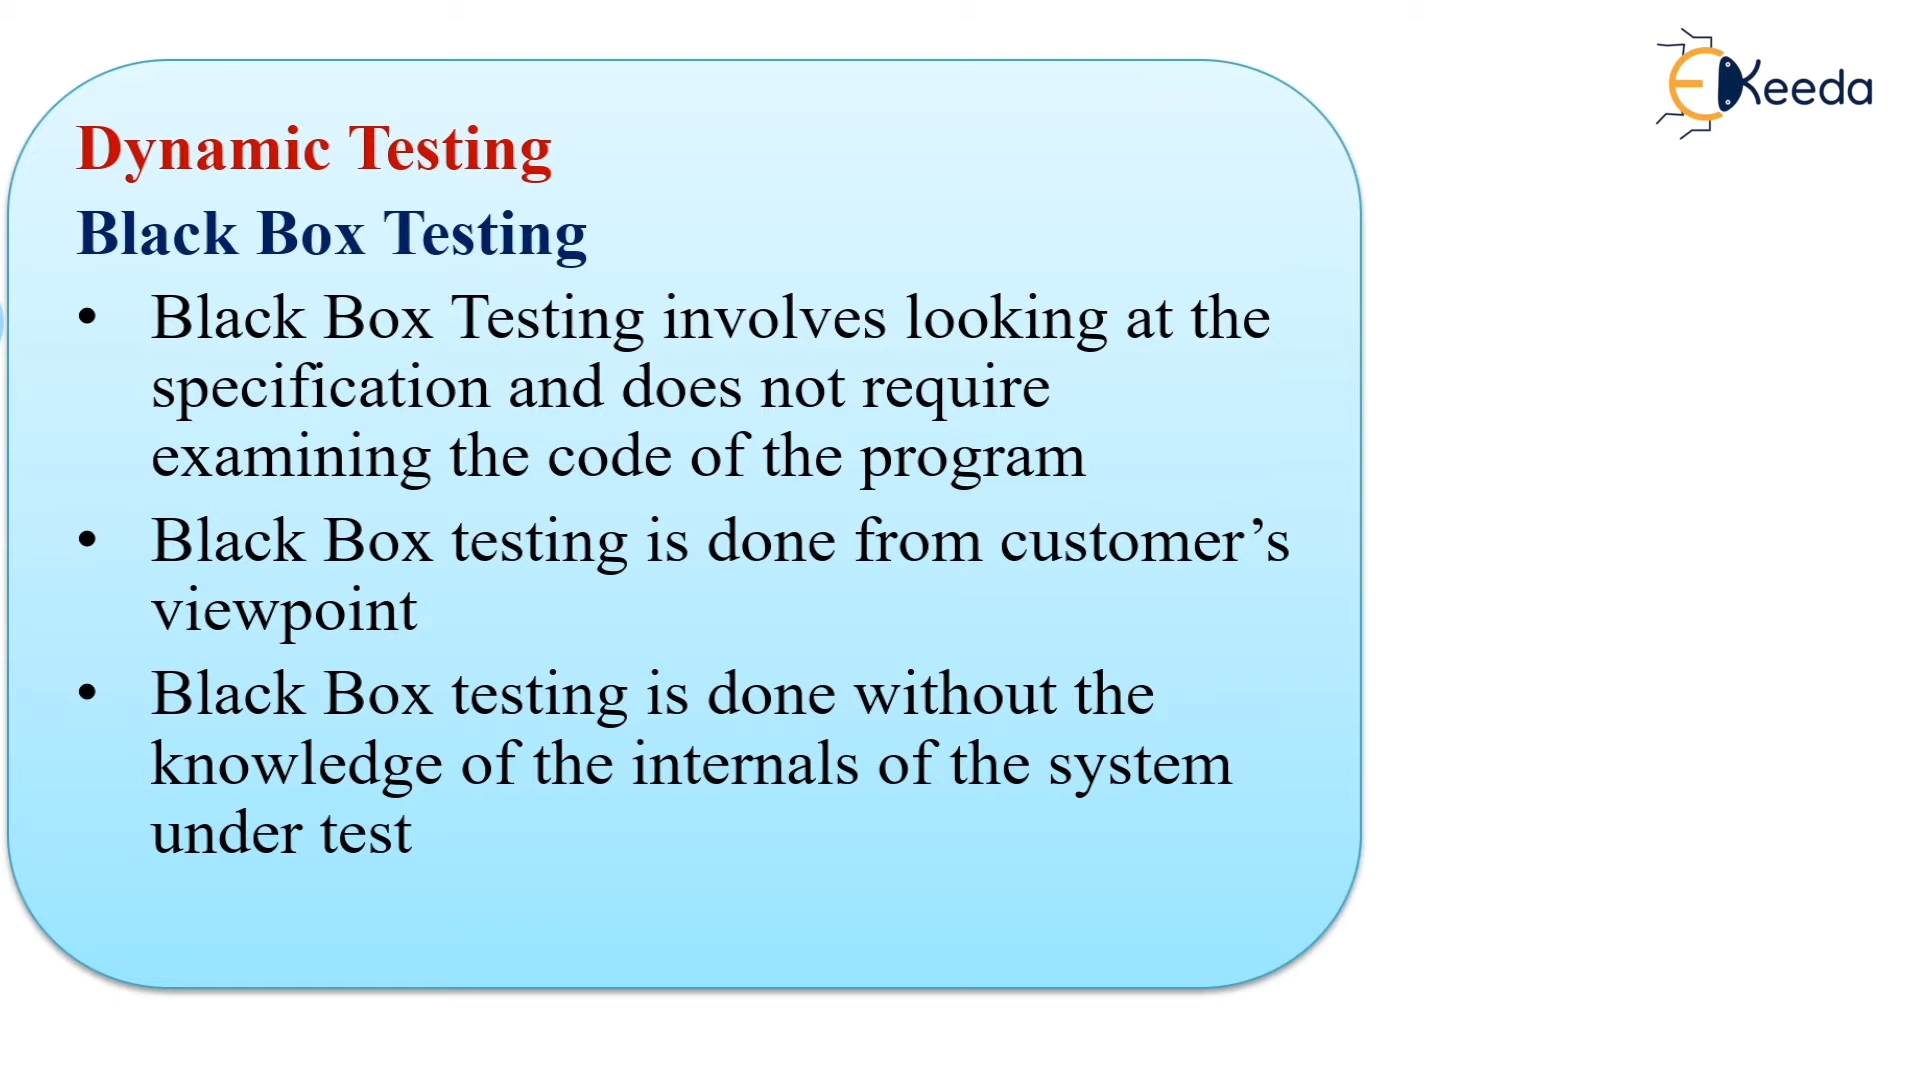 EKeeda
Dynamic Testing
Black Box Testing
• Black Box Testing involves looking at the
specification and does not require
examining the code of the program
• Black Box testing is done from customer’s
viewpoint
• Black Box testing is done without the
knowledge of the internals of the system
under test